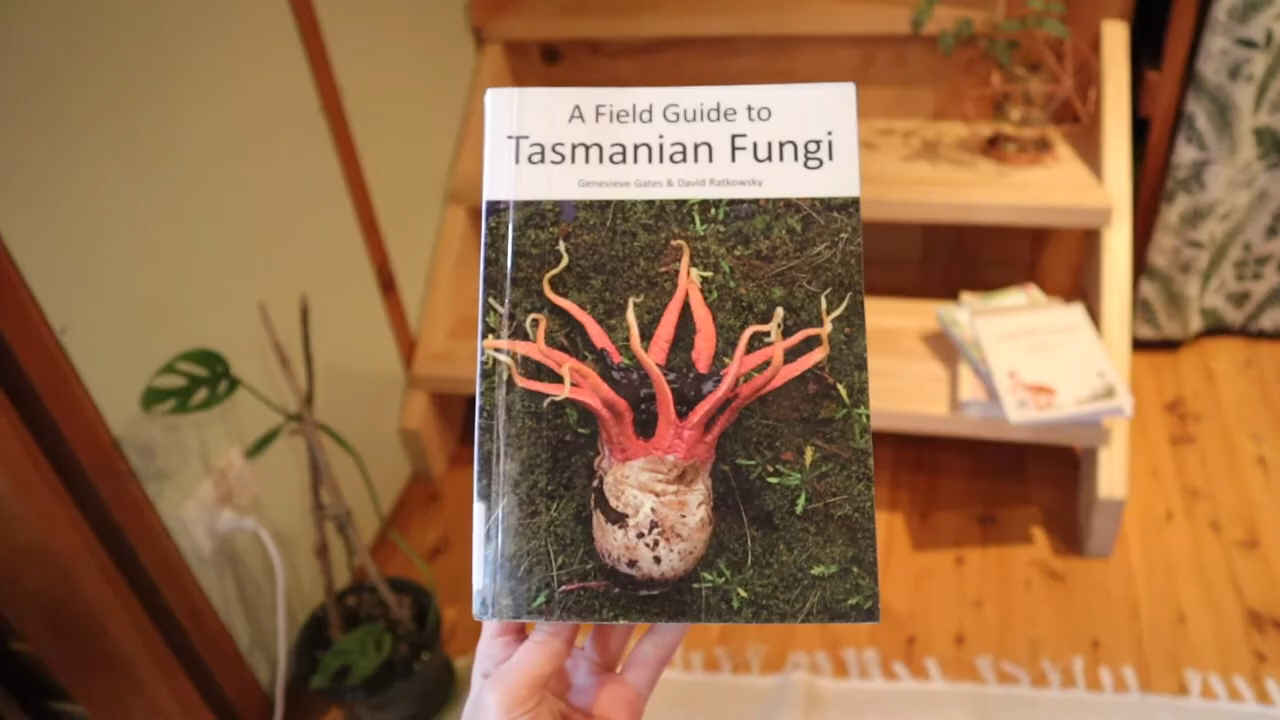 A Field Guide to
Tasmanian Fungi
Genevieve Gates & David Ratkowsky